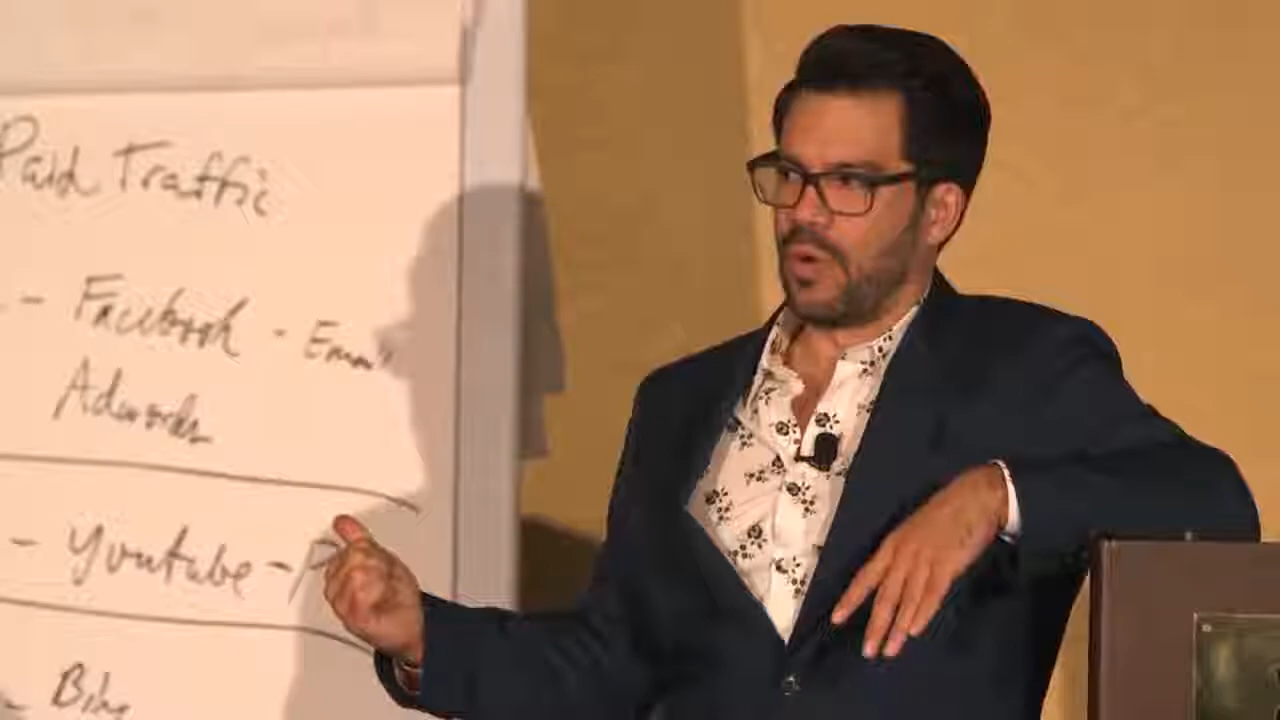 Paid Traffic
- Facebook - Email
Adwords
- Youtube -
- Bing